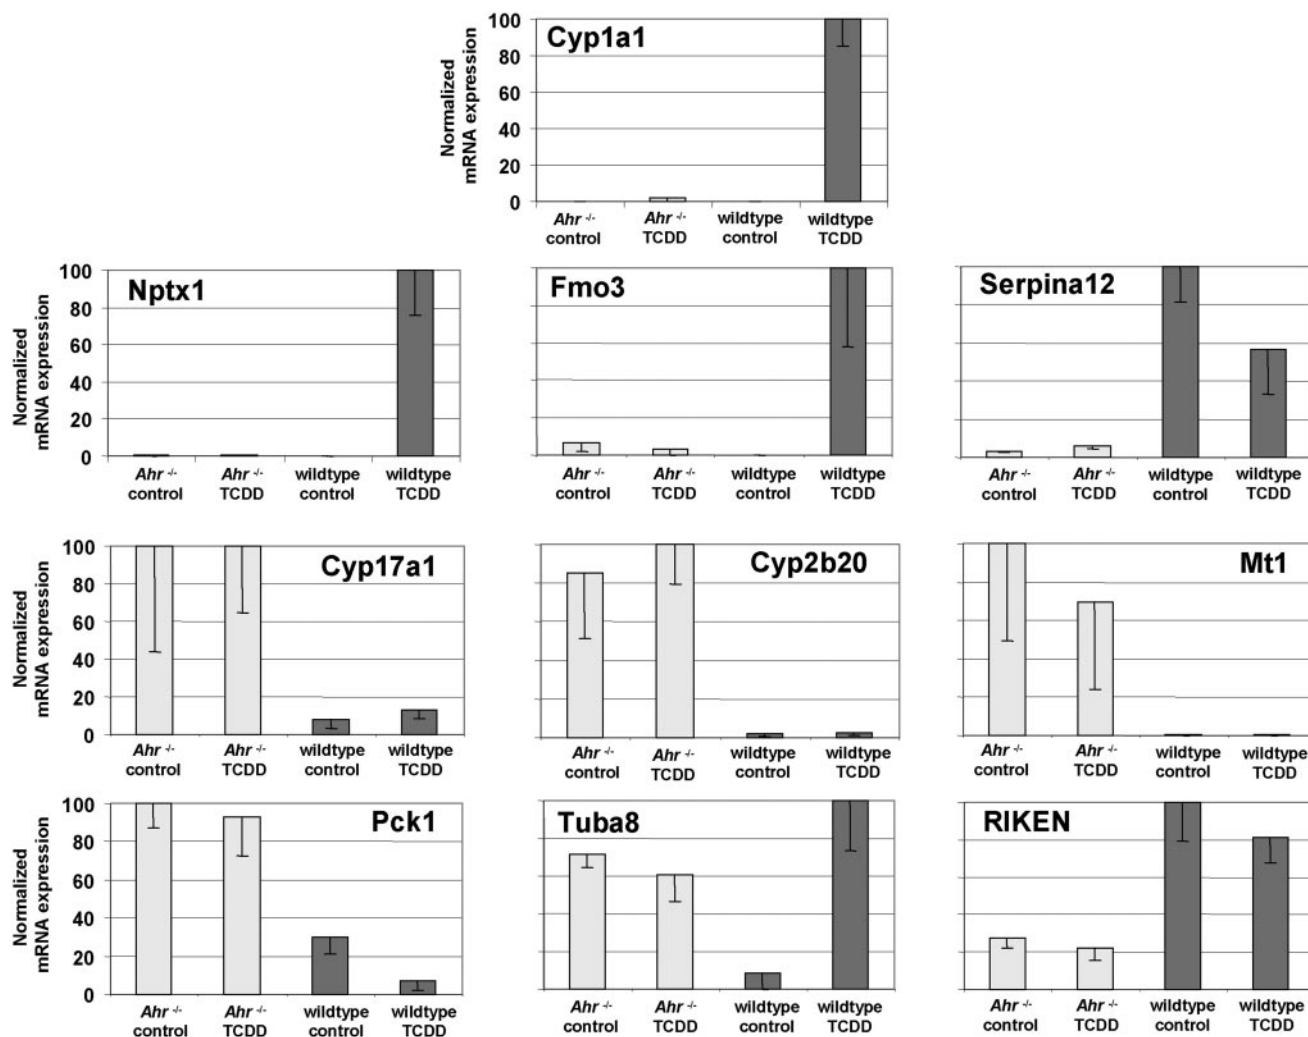 Cyp1a1
Normalized
mRNA expression
100
80
60
40
20
0
Ahr -/-
control
Ahr -/-
TCDD
wildtype
control
wildtype
TCDD
Nptx1
Normalized
mRNA expression
100
80
60
40
20
0
Ahr -/-
control
Ahr -/-
TCDD
wildtype
control
wildtype
TCDD
Fmo3
Ahr -/-
control
Ahr -/-
TCDD
wildtype
control
wildtype
TCDD
Serpina12
Ahr -/-
control
Ahr -/-
TCDD
wildtype
control
wildtype
TCDD
Cyp17a1
Normalized
mRNA expression
100
80
60
40
20
0
Ahr -/-
control
Ahr -/-
TCDD
wildtype
control
wildtype
TCDD
Cyp2b20
Ahr -/-
control
Ahr -/-
TCDD
wildtype
control
wildtype
TCDD
Mt1
Ahr -/-
control
Ahr -/-
TCDD
wildtype
control
wildtype
TCDD
Pck1
Normalized
mRNA expression
100
80
60
40
20
0
Ahr -/-
control
Ahr -/-
TCDD
wildtype
control
wildtype
TCDD
Tuba8
Ahr -/-
control
Ahr -/-
TCDD
wildtype
control
wildtype
TCDD
RIKEN
Ahr -/-
control
Ahr -/-
TCDD
wildtype
control
wildtype
TCDD